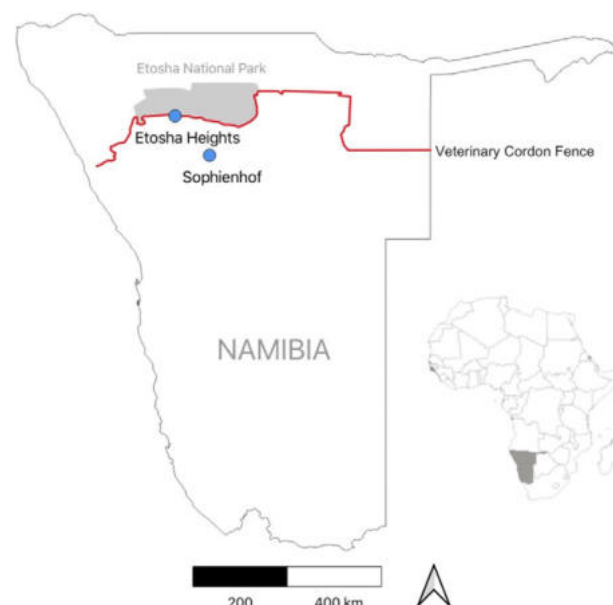 Etosha National Park
Etosha Heights
Veterinary Cordon Fence
Sophienhof
NAMIBIA
200
400 km